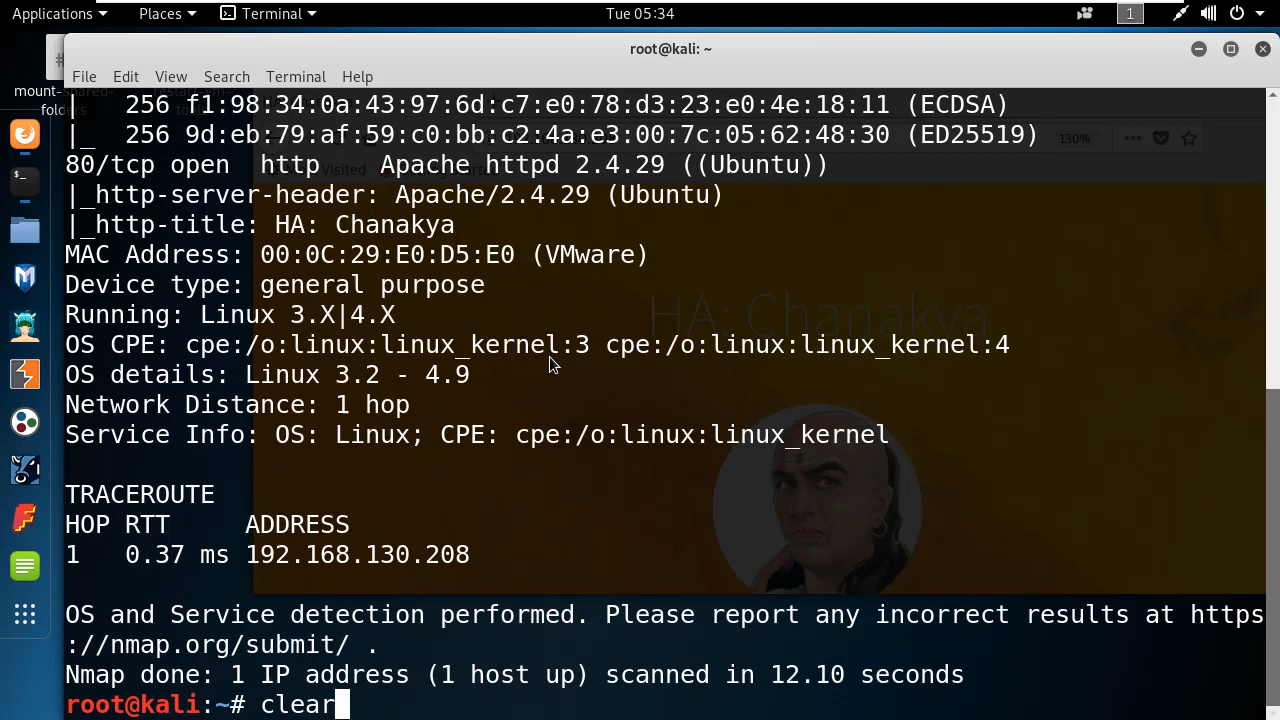 Applications Places Terminal Tue 05:34 1
root@kali: ~
File Edit View Search Terminal Help
mount-shared-
folders
| 256 f1:98:34:0a:43:97:6d:c7:e0:78:d3:23:e0:4e:18:11 (ECDSA)
|_ 256 9d:eb:79:af:59:c0:bb:c2:4a:e3:00:7c:05:62:48:30 (ED25519)
130%
80/tcp open http Apache httpd 2.4.29 ((Ubuntu))
|_http-server-header: Apache/2.4.29 (Ubuntu)
|_http-title: HA: Chanakya
MAC Address: 00:0C:29:E0:D5:E0 (VMware)
Device type: general purpose
Running: Linux 3.X|4.X
HA: Chanakya
OS CPE: cpe:/o:linux:linux_kernel:3 cpe:/o:linux:linux_kernel:4
OS details: Linux 3.2 - 4.9
Network Distance: 1 hop
Service Info: OS: Linux; CPE: cpe:/o:linux:linux_kernel
TRACEROUTE
HOP RTT ADDRESS
1 0.37 ms 192.168.130.208
OS and Service detection performed. Please report any incorrect results at https
://nmap.org/submit/ .
Nmap done: 1 IP address (1 host up) scanned in 12.10 seconds
root@kali:~# clear